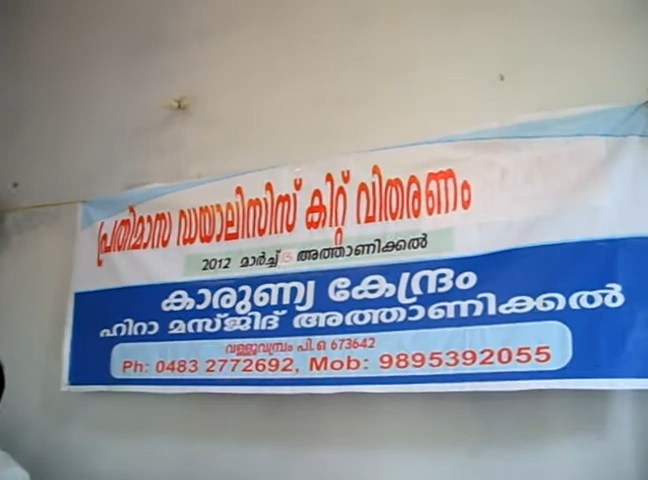 പ്രതിമാസ ഡയാലിസിസ് കിറ്റ് വിതരണം
2012 മാർച്ച് അത്താണിക്കൽ
കാരുണ്യ കേന്ദ്രം
ഹിറാ മസ്ജിദ് അത്താണിക്കൽ
വള്ളുവമ്പ്രം പി.ഒ 673642
Ph: 0483 2772692, Mob: 9895392055